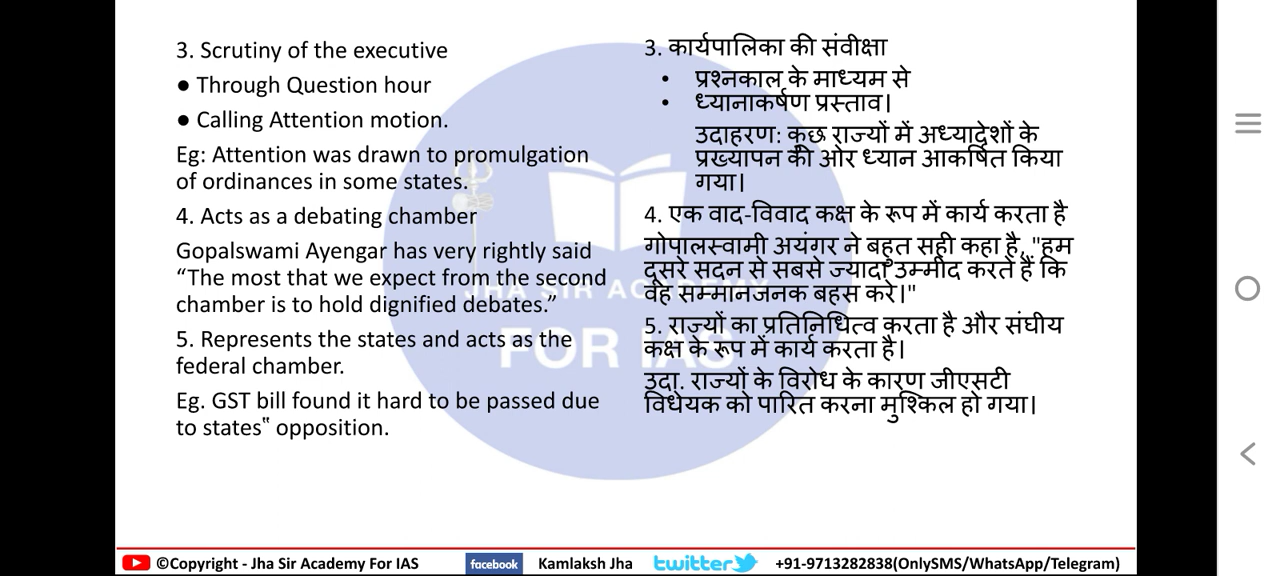 3. Scrutiny of the executive
● Through Question hour
● Calling Attention motion.
Eg: Attention was drawn to promulgation
of ordinances in some states.
4. Acts as a debating chamber
Gopalswami Ayengar has very rightly said
“The most that we expect from the second
chamber is to hold dignified debates.”
5. Represents the states and acts as the
federal chamber.
Eg. GST bill found it hard to be passed due
to states‟ opposition.
3. कार्यपालिका की संवीक्षा
• प्रश्नकाल के माध्यम से
• ध्यानाकर्षण प्रस्ताव।
उदाहरण: कुछ राज्यों में अध्यादेशों के
प्रख्यापन की ओर ध्यान आकर्षित किया
गया।
4. एक वाद-विवाद कक्ष के रूप में कार्य करता है
गोपालस्वामी अयंगर ने बहुत सही कहा है, "हम
दूसरे सदन से सबसे ज्यादा उम्मीद करते हैं कि
वह सम्मानजनक बहस करे।"
5. राज्यों का प्रतिनिधित्व करता है और संघीय
कक्ष के रूप में कार्य करता है।
उदा. राज्यों के विरोध के कारण जीएसटी
विधेयक को पारित करना मुश्किल हो गया।
JHA SIR ACADEMY
FOR IAS
©Copyright - Jha Sir Academy For IAS facebook Kamlaksh Jha twitter +91-9713282838(OnlySMS/WhatsApp/Telegram)